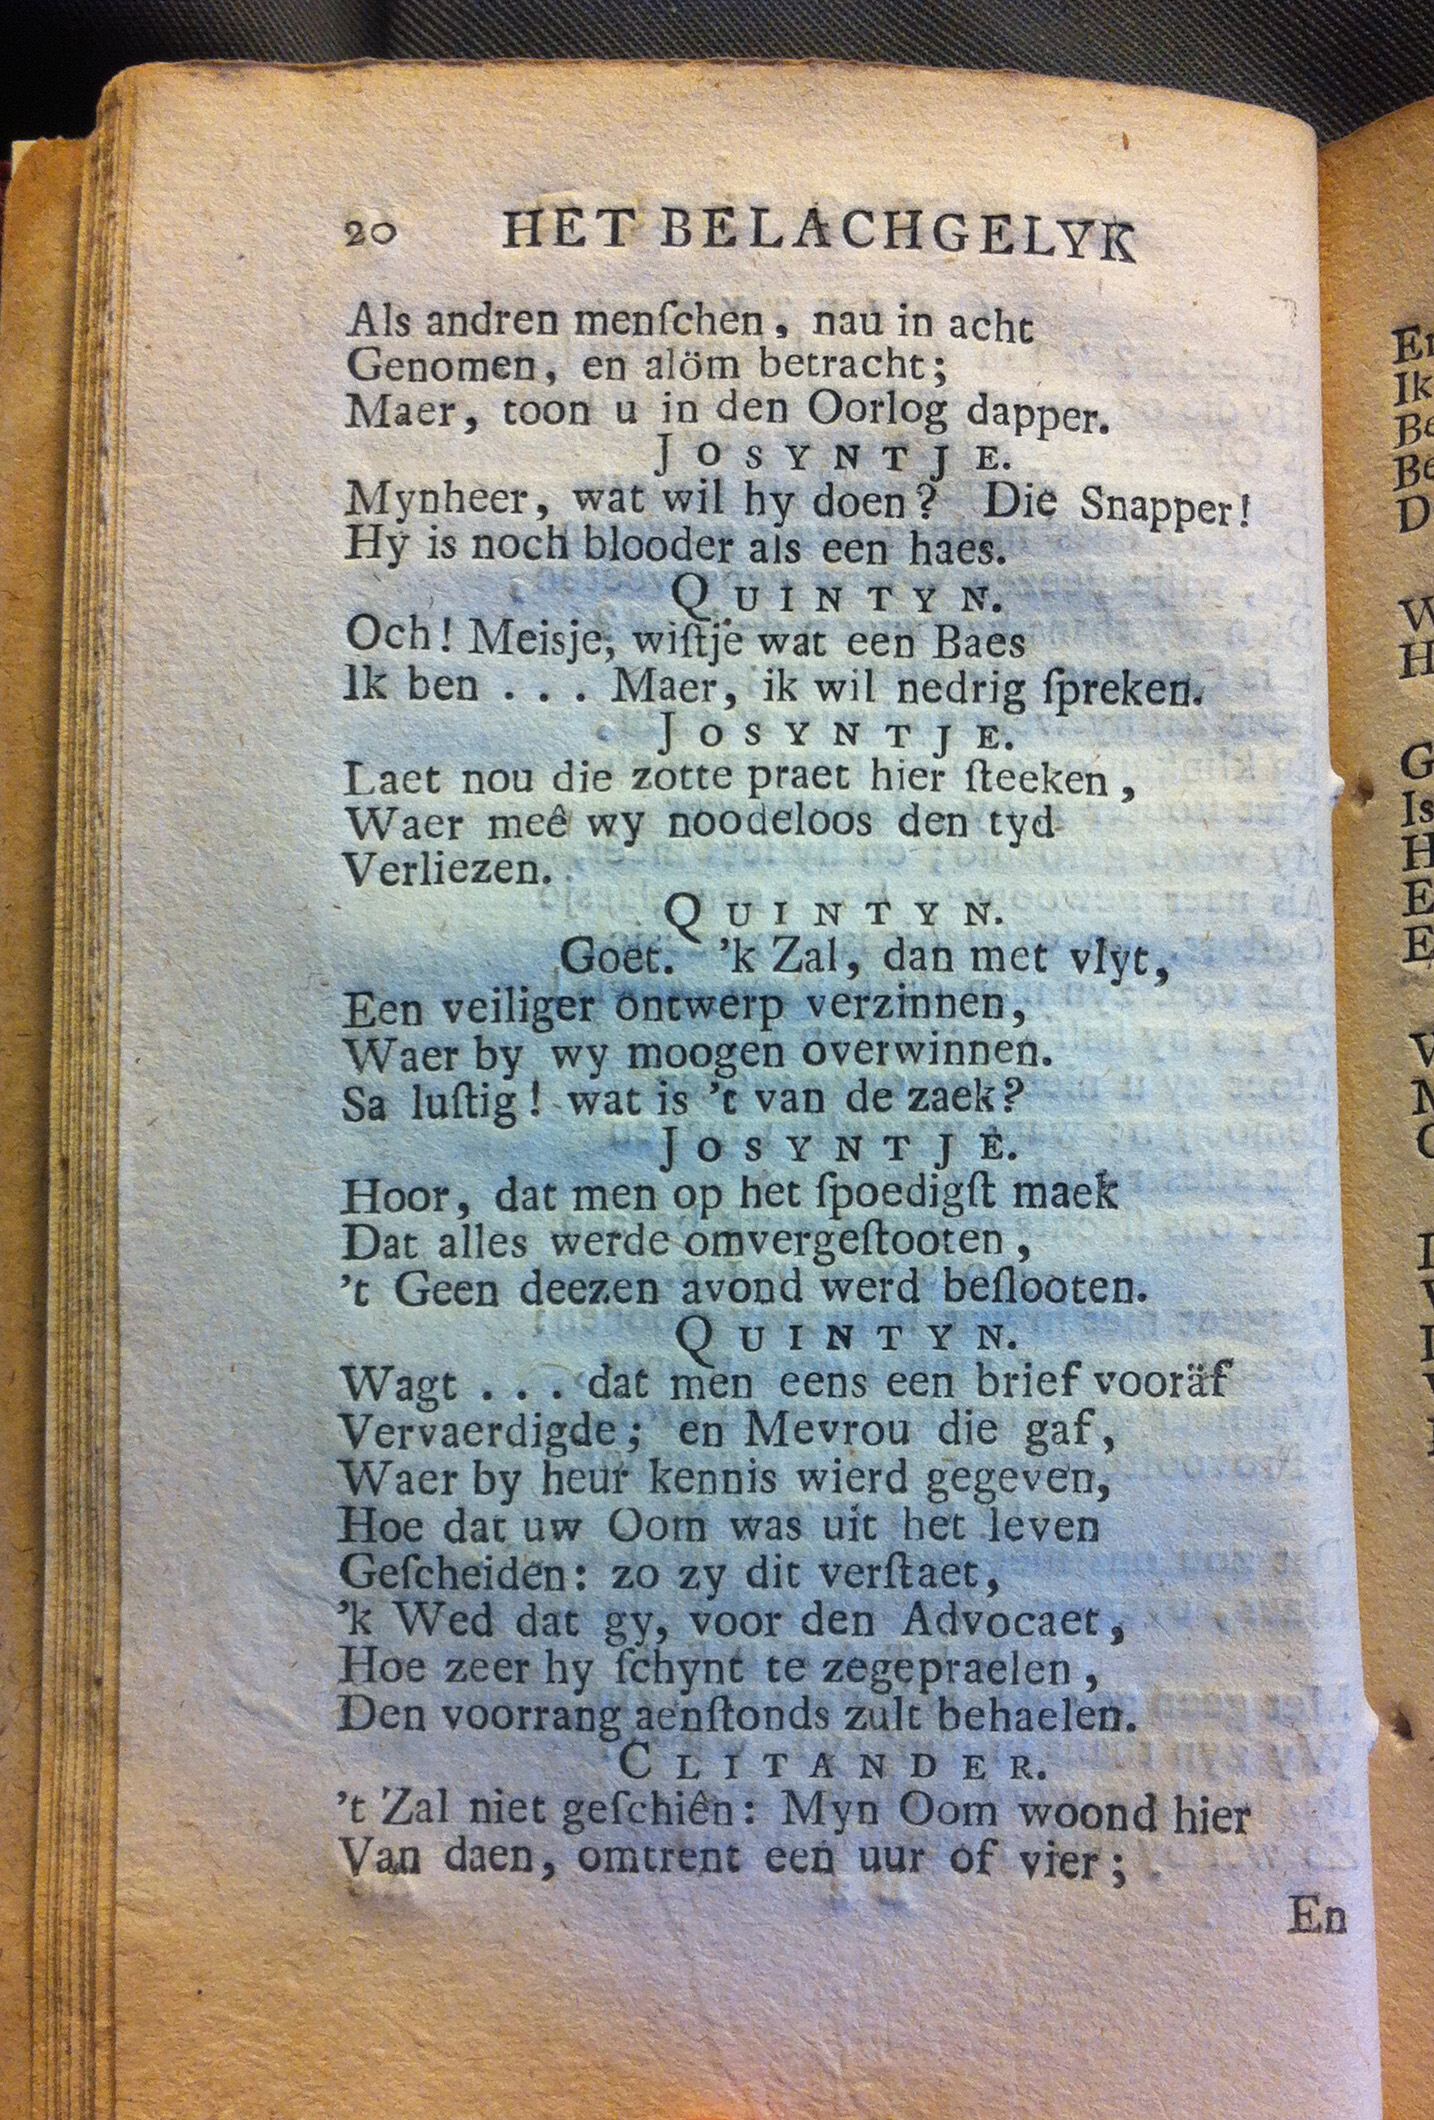 20 HET BELACHGELYK
Als andren menſchen, nau in acht
Genomen, en alöm betracht;
Maer, toon u in den Oorlog dapper.
JOSYNTJE.
Mynheer, wat wil hy doen? Die Snapper!
Hy is noch blooder als een haes.
QUINTYN.
Och! Meisje, wiſtje wat een Baes
Ik ben . . . Maer, ik wil nedrig ſpreken.
JOSYNTJE.
Laet nou die zotte praet hier ſteeken,
Waer meê wy noodeloos den tyd
Verliezen.
QUINTYN.
Goet. 'k Zal, dan met vlyt,
Een veiliger ontwerp verzinnen,
Waer by wy moogen overwinnen.
Sa luſtig! wat is 't van de zaek?
JOSYNTJE.
Hoor, dat men op het ſpoedigſt maek
Dat alles werde omvergeſtooten,
't Geen deezen avond werd beſlooten.
QUINTYN.
Wagt . . . dat men eens een brief vooräf
Vervaerdigde; en Mevrou die gaf,
Waer by heur kennis wierd gegeven,
Hoe dat uw Oom was uit het leven
Geſcheiden: zo zy dit verſtaet,
'k Wed dat gy, voor den Advocaet,
Hoe zeer hy ſchynt te zegepraelen,
Den voorrang aenſtonds zult behaelen.
CLITANDER.
't Zal niet geſchiên: Myn Oom woond hier
Van daen, omtrent een uur of vier;
En